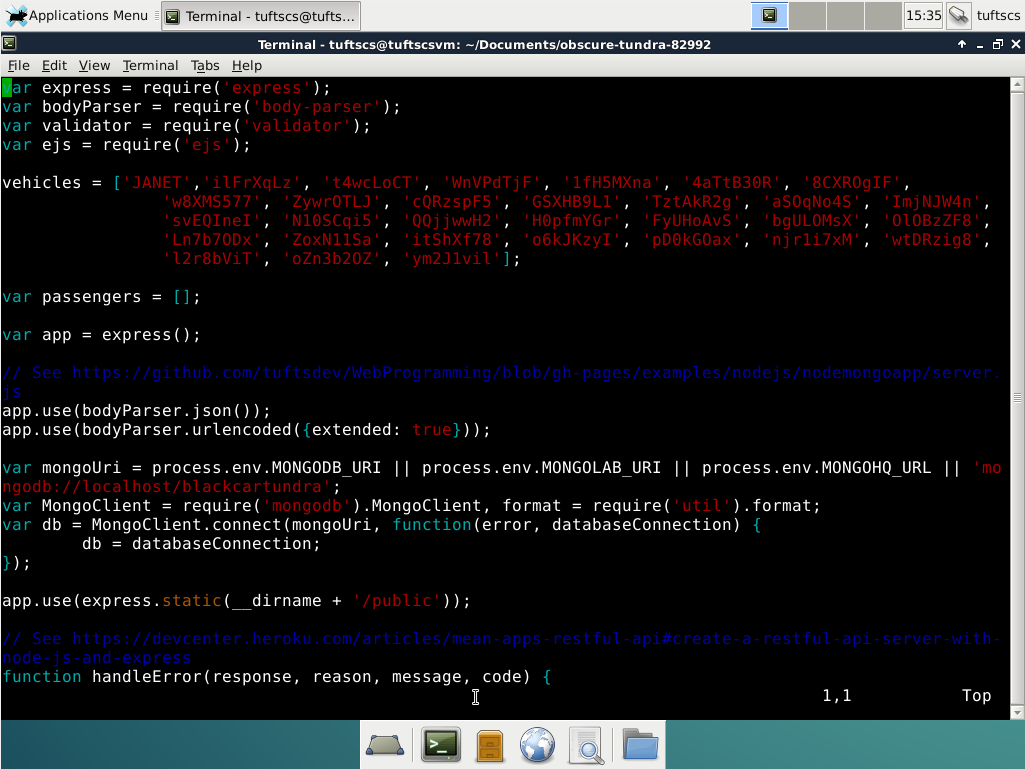 Applications Menu Terminal - tuftscs@tufts... 15:35 tuftscs
Terminal - tuftscs@tuftscsvm: ~/Documents/obscure-tundra-82992
File Edit View Terminal Tabs Help
var express = require('express');
var bodyParser = require('body-parser');
var validator = require('validator');
var ejs = require('ejs');
vehicles = ['JANET','ilFrXqLz', 't4wcLoCT', 'WnVPdTjF', '1fH5MXna', '4aTtB30R', '8CXROgIF',
'w8XMS577', 'ZywrOTLJ', 'cQRzspF5', 'GSXHB9L1', 'TztAkR2g', 'aSOqNo4S', 'ImjNJW4n',
'svEQIneI', 'N10SCqi5', 'QQjjwwH2', 'H0pfmYGr', 'FyUHoAvS', 'bgULOMsX', 'OlOBzZF8',
'Ln7b7ODx', 'ZoxN11Sa', 'itShXf78', 'o6kJKzyI', 'pD0kGOax', 'njr1i7xM', 'wtDRzig8',
'l2r8bViT', 'oZn3b2OZ', 'ym2J1vil'];
var passengers = [];
var app = express();
// See https://github.com/tuftsdev/WebProgramming/blob/gh-pages/examples/nodejs/nodemongoapp/server.
js
app.use(bodyParser.json());
app.use(bodyParser.urlencoded({extended: true}));
var mongoUri = process.env.MONGODB_URI || process.env.MONGOLAB_URI || process.env.MONGOHQ_URL || 'mo
ngodb://localhost/blackcartundra';
var MongoClient = require('mongodb').MongoClient, format = require('util').format;
var db = MongoClient.connect(mongoUri, function(error, databaseConnection) {
db = databaseConnection;
});
app.use(express.static(__dirname + '/public'));
// See https://devcenter.heroku.com/articles/mean-apps-restful-api#create-a-restful-api-server-with-
node-js-and-express
function handleError(response, reason, message, code) {
1,1 Top